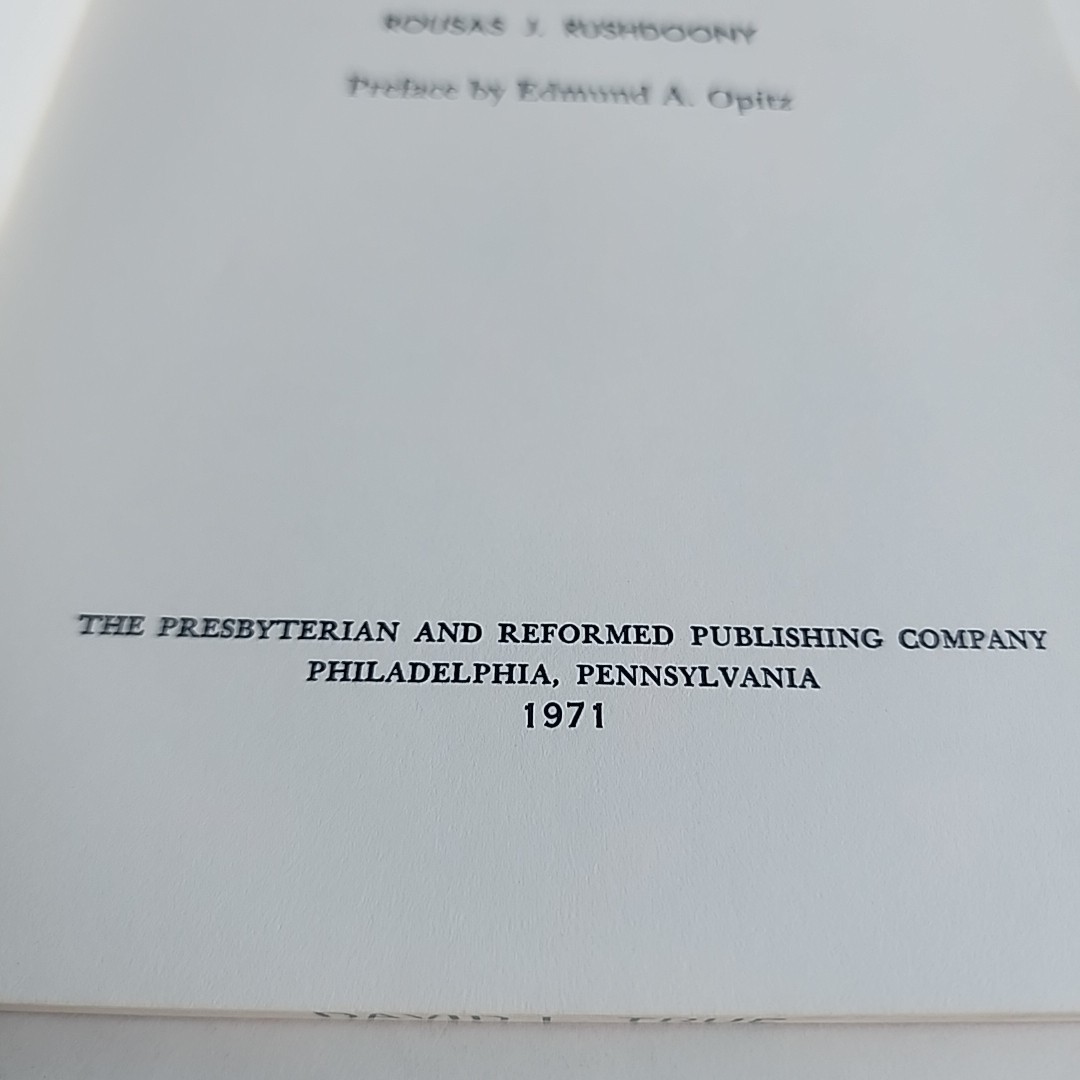 ROUSAS J. RUSHDOONY
Preface by Edmund A. Opitz
THE PRESBYTERIAN AND REFORMED PUBLISHING COMPANY
PHILADELPHIA, PENNSYLVANIA
1971